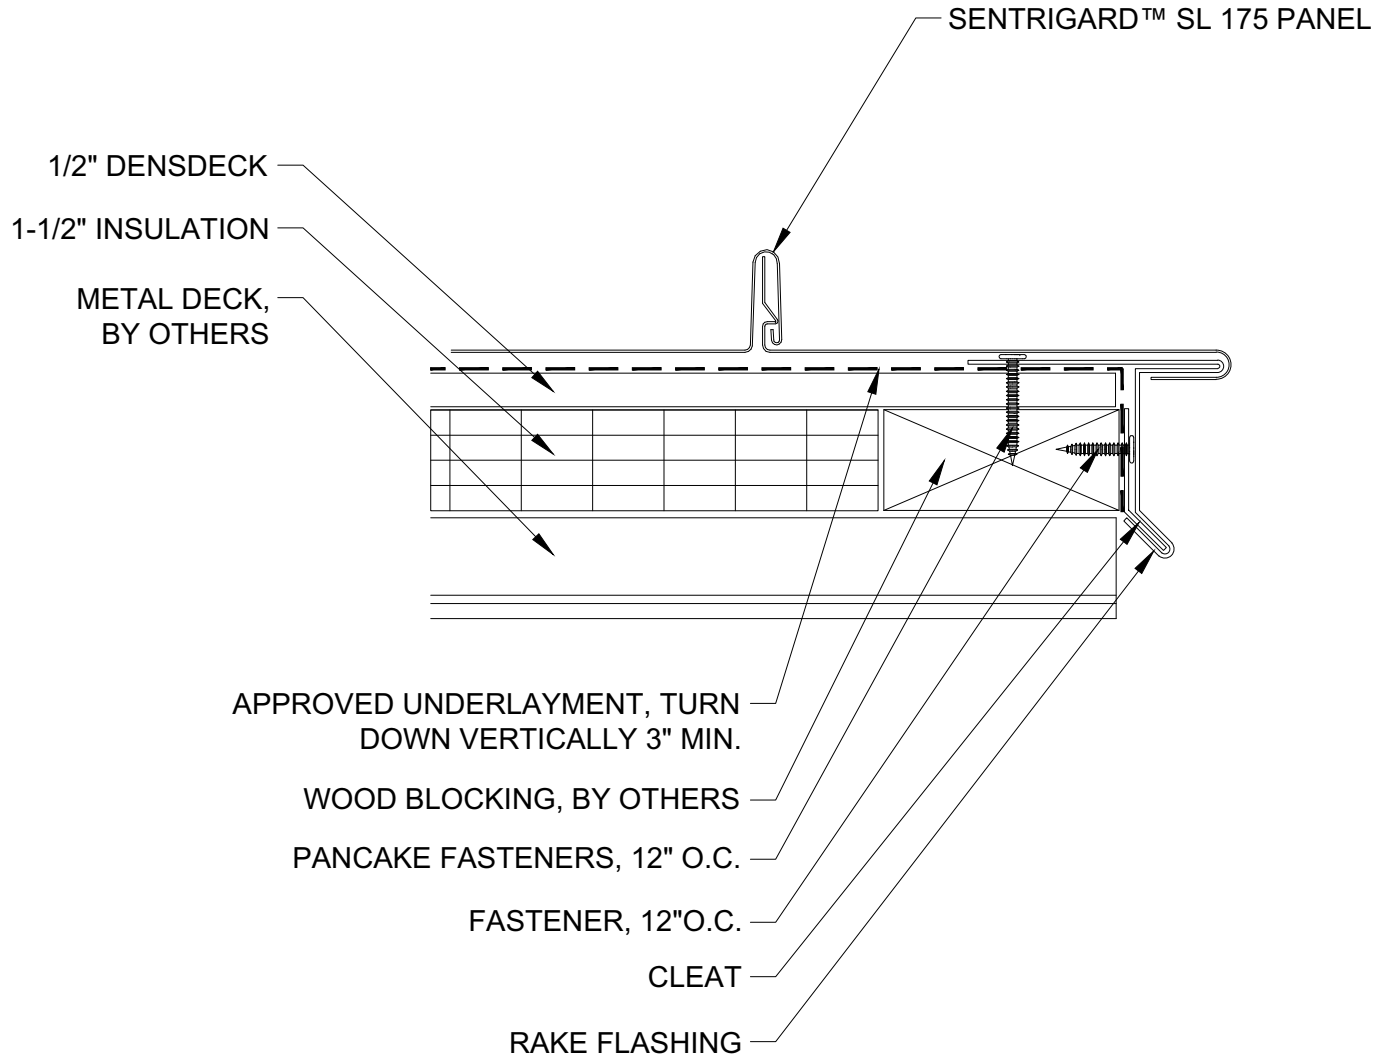 SENTRIGARD™ SL 175 PANEL
1/2" DENSDECK
1-1/2" INSULATION
METAL DECK,
BY OTHERS
APPROVED UNDERLAYMENT, TURN
DOWN VERTICALLY 3" MIN.
WOOD BLOCKING, BY OTHERS
PANCAKE FASTENERS, 12" O.C.
FASTENER, 12"O.C.
CLEAT
RAKE FLASHING